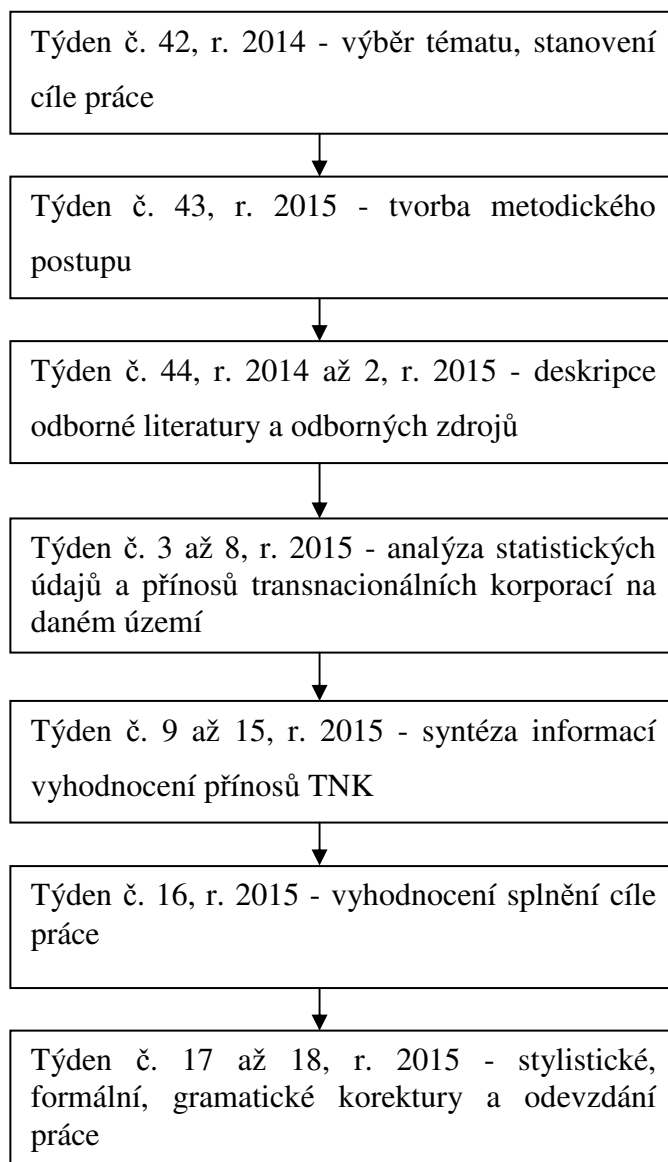 Týden č. 42, r. 2014 - výběr tématu, stanovení
cíle práce
Týden č. 43, r. 2015 - tvorba metodického
postupu
Týden č. 44, r. 2014 až 2, r. 2015 - deskripce
odborné literatury a odborných zdrojů
Týden č. 3 až 8, r. 2015 - analýza statistických
údajů a přínosů transnacionálních korporací na
daném území
Týden č. 9 až 15, r. 2015 - syntéza informací
vyhodnocení přínosů TNK
Týden č. 16, r. 2015 - vyhodnocení splnění cíle
práce
Týden č. 17 až 18, r. 2015 - stylistické,
formální, gramatické korektury a odevzdání
práce